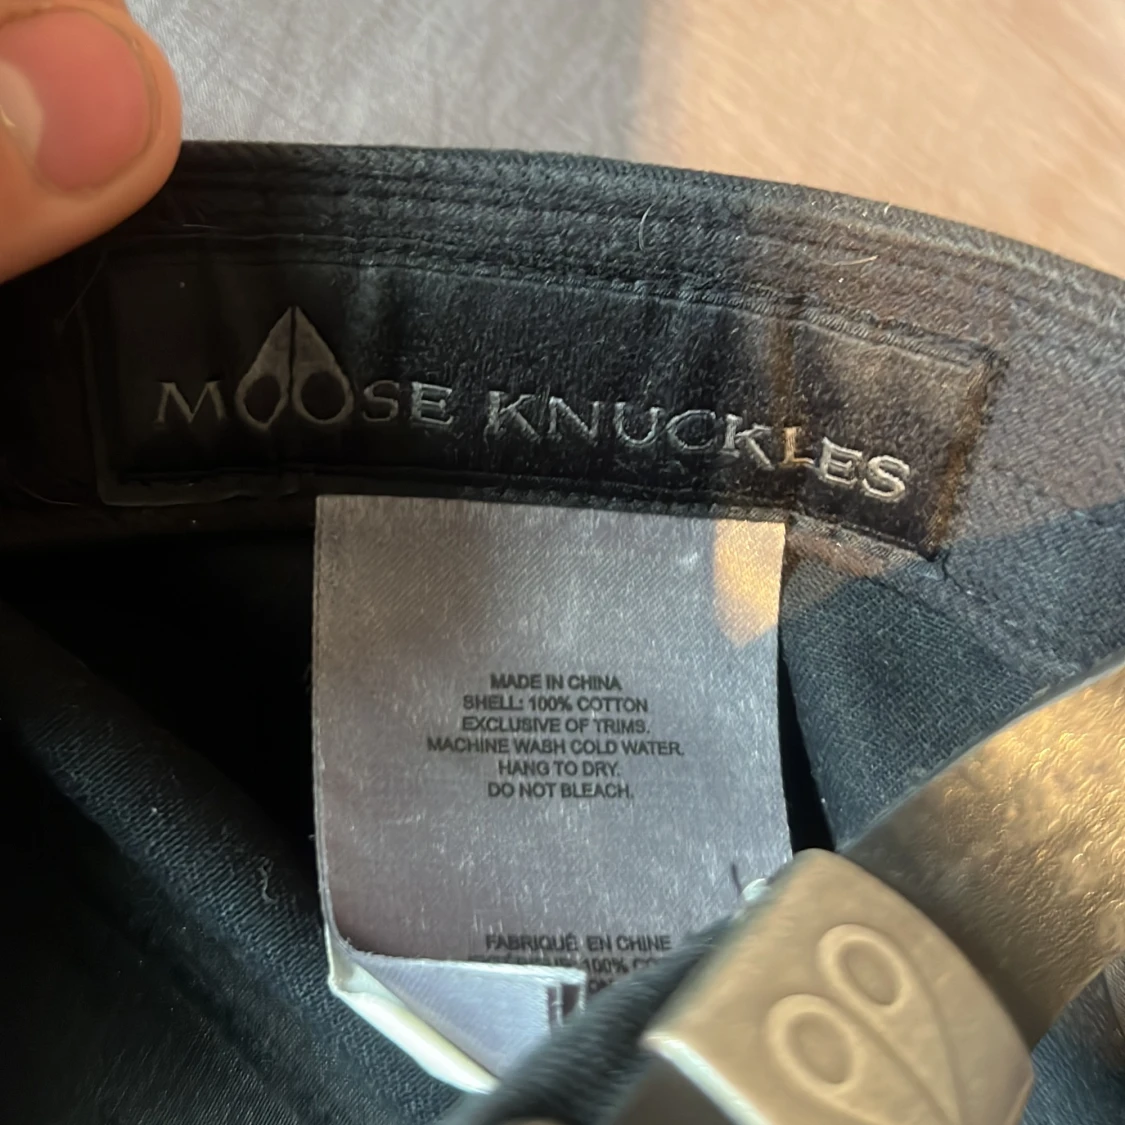 MOOSE KNUCKLES
MADE IN CHINA
SHELL: 100% COTTON
EXCLUSIVE OF TRIMS.
MACHINE WASH COLD WATER.
HANG TO DRY.
DO NOT BLEACH.
FABRIQUÉ EN CHINE
100%